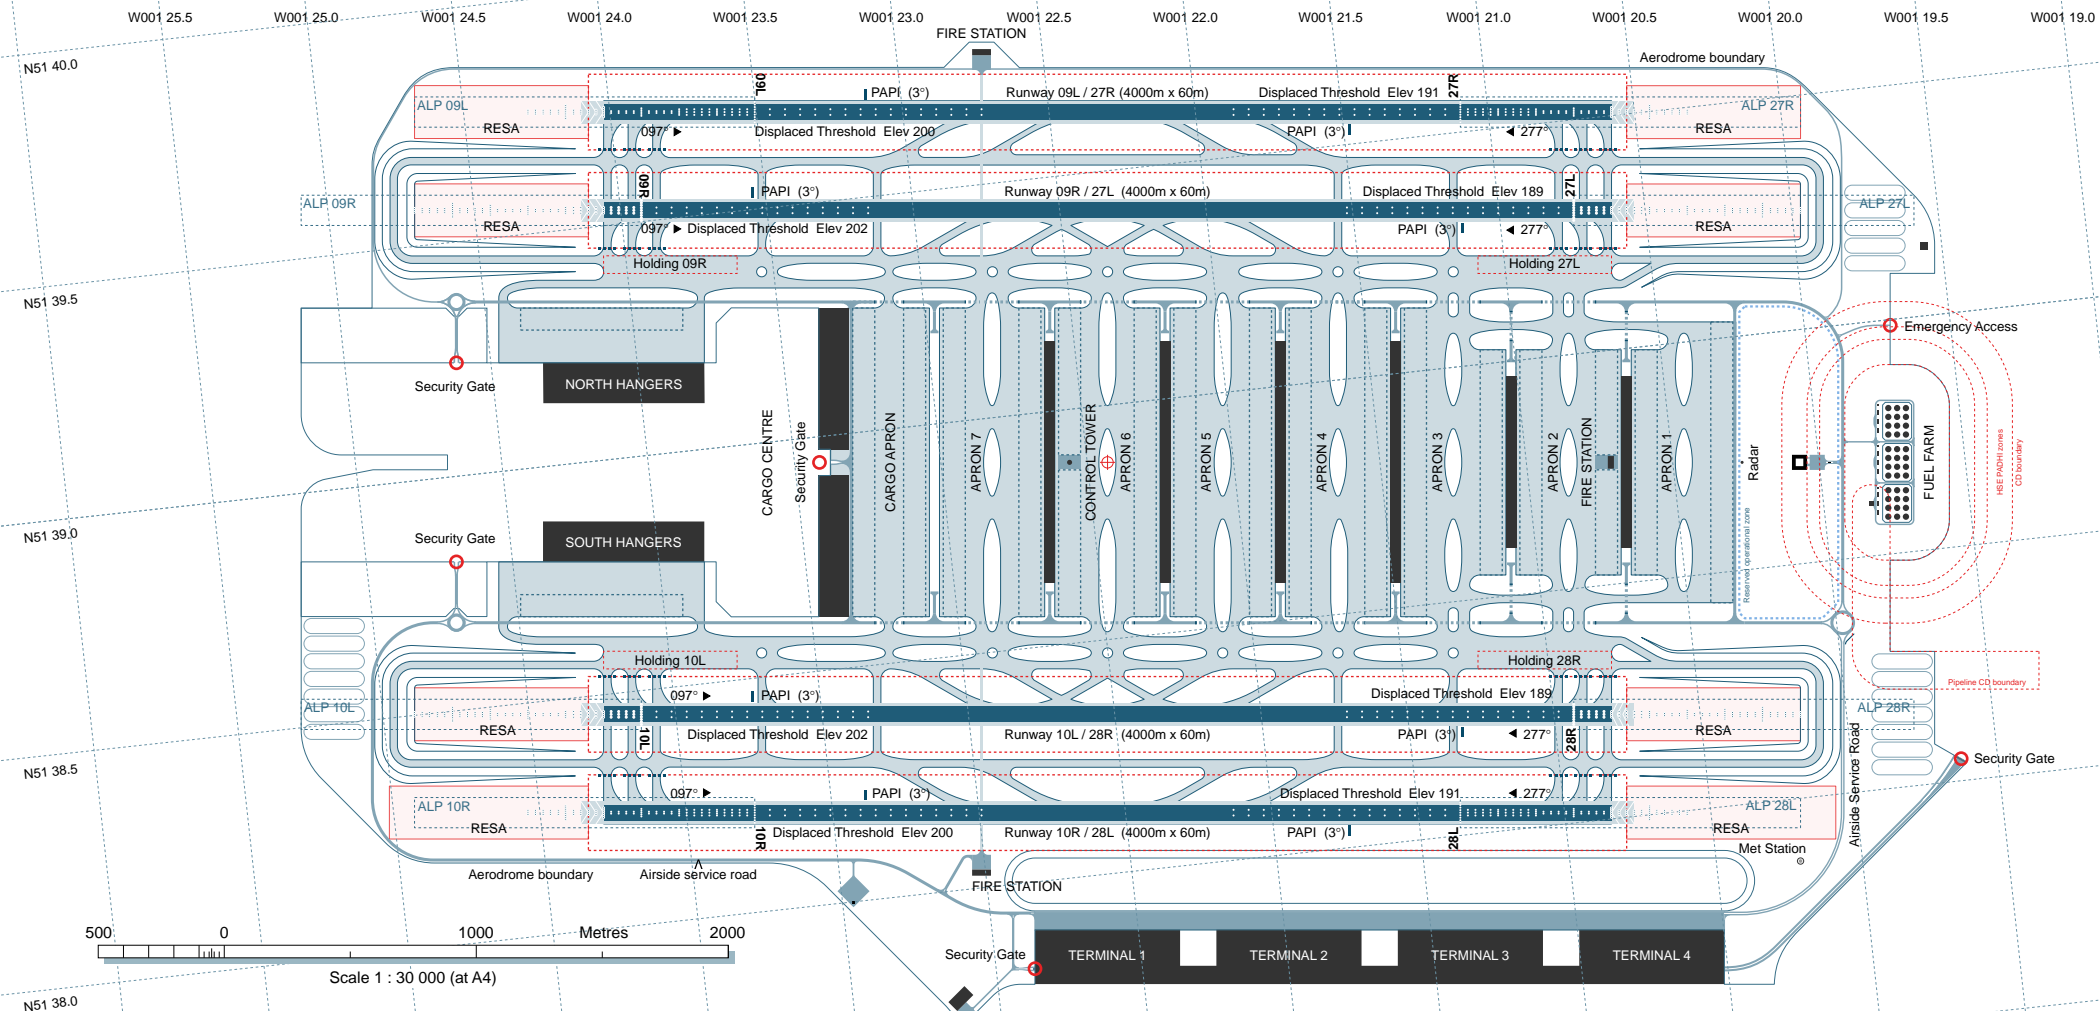 W001 25.5 W001 25.0 W001 24.5 W001 24.0 W001 23.5 W001 23.0 W001 22.5 W001 22.0 W001 21.5 W001 21.0 W001 20.5 W001 20.0 W001 19.5 W001 19.0
FIRE STATION
Aerodrome boundary
N51 40.0
ALP 09L
RESA
09L
PAPI (3°)
Runway 09L / 27R (4000m x 60m)
Displaced Threshold Elev 191
27R
ALP 27R
RESA
097°
Displaced Threshold Elev 200
PAPI (3°)
277°
ALP 09R
RESA
09R
PAPI (3°)
Runway 09R / 27L (4000m x 60m)
Displaced Threshold Elev 189
27L
ALP 27L
RESA
097°
Displaced Threshold Elev 202
PAPI (3°)
277°
Holding 09R
Holding 27L
N51 39.5
Emergency Access
Security Gate
NORTH HANGERS
CARGO CENTRE
Security Gate
CARGO APRON
APRON 7
CONTROL TOWER
APRON 6
APRON 5
APRON 4
APRON 3
APRON 2
FIRE STATION
APRON 1
Radar
Reserved operational zone
FUEL FARM
HSE PADHI zones
CD boundary
N51 39.0
Security Gate
SOUTH HANGERS
Holding 10L
Holding 28R
Pipeline CD boundary
097°
PAPI (3°)
Displaced Threshold Elev 189
277°
ALP 10L
RESA
10L
Displaced Threshold Elev 202
Runway 10L / 28R (4000m x 60m)
PAPI (3°)
277°
28R
ALP 28R
RESA
N51 38.5
Airside Service Road
Security Gate
097°
PAPI (3°)
Displaced Threshold Elev 191
277°
ALP 10R
RESA
10R
Displaced Threshold Elev 200
Runway 10R / 28L (4000m x 60m)
PAPI (3°)
28L
ALP 28L
RESA
Met Station
Aerodrome boundary
Airside service road
FIRE STATION
500 0 1000 Metres 2000
Scale 1 : 30 000 (at A4)
Security Gate
TERMINAL 1
TERMINAL 2
TERMINAL 3
TERMINAL 4
N51 38.0